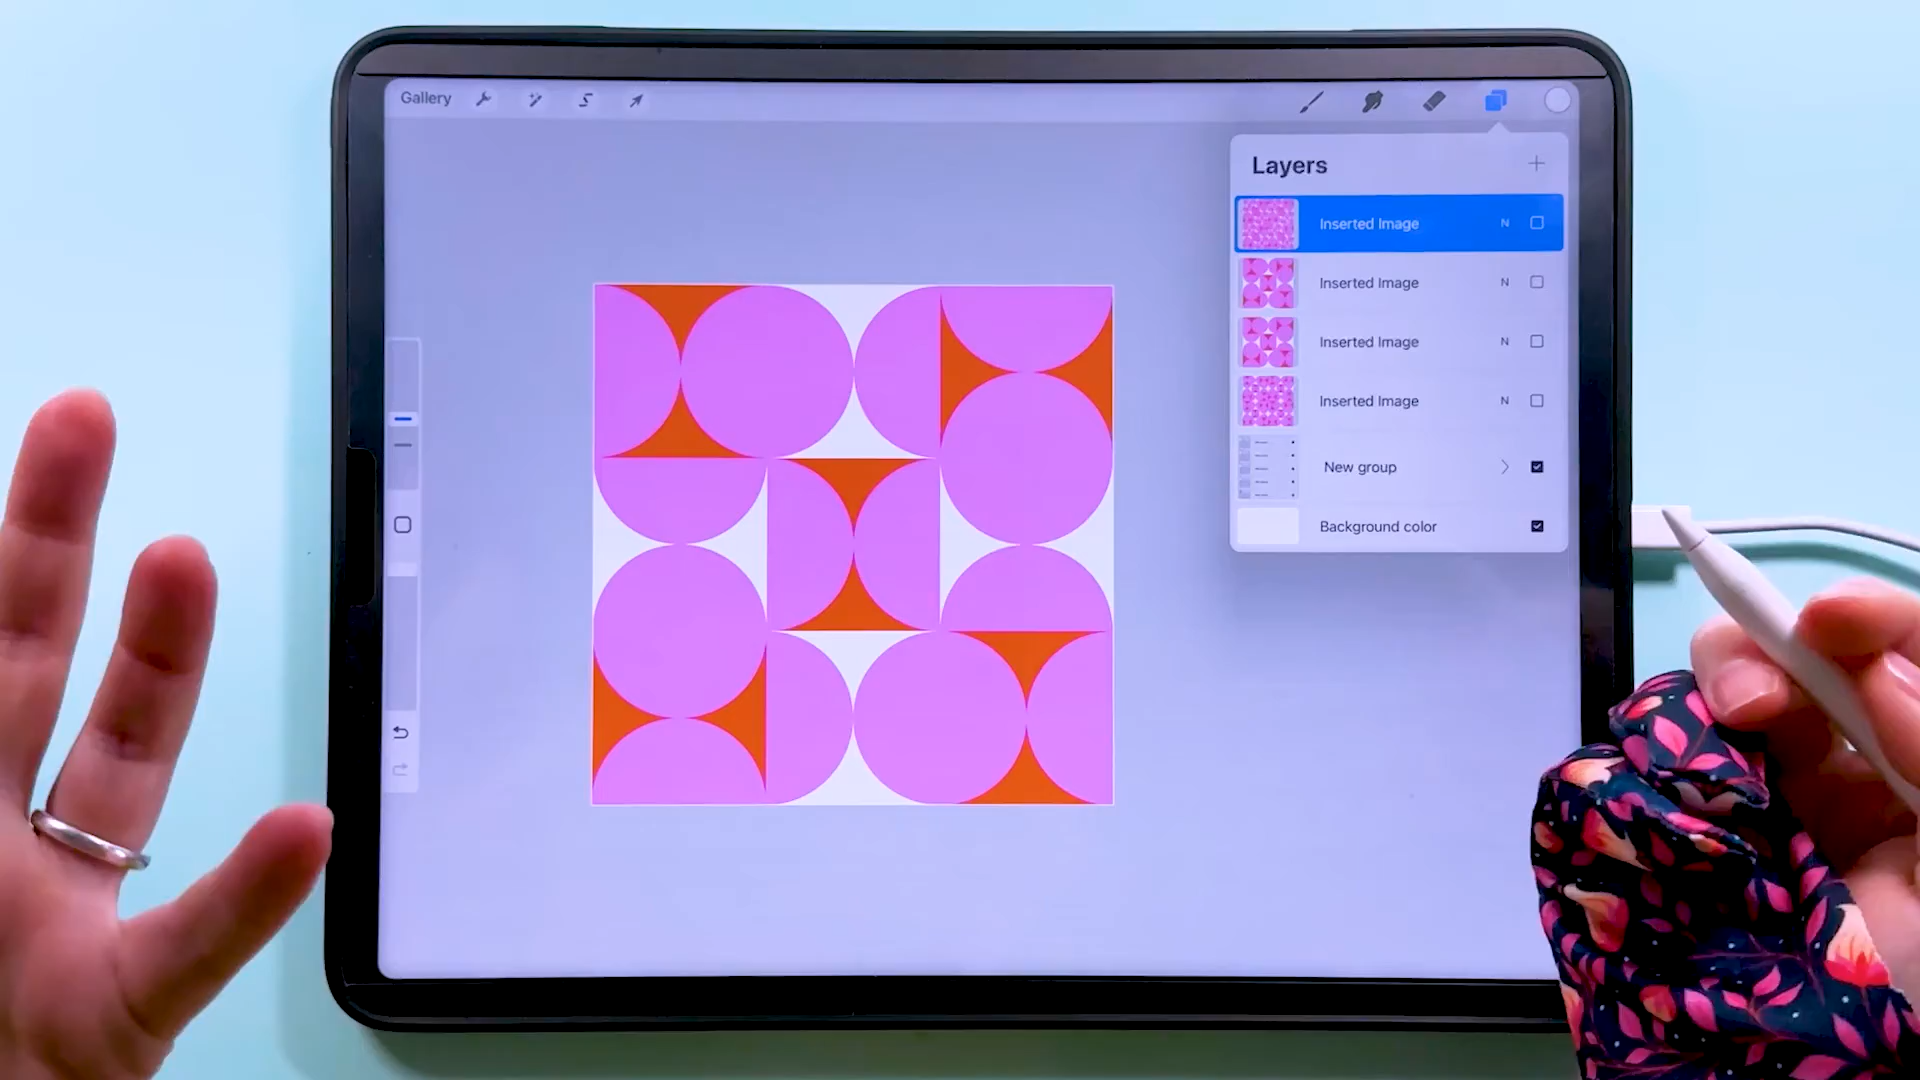 Gallery
Layers
Inserted Image N
Inserted Image N
Inserted Image N
Inserted Image N
New group
Background color